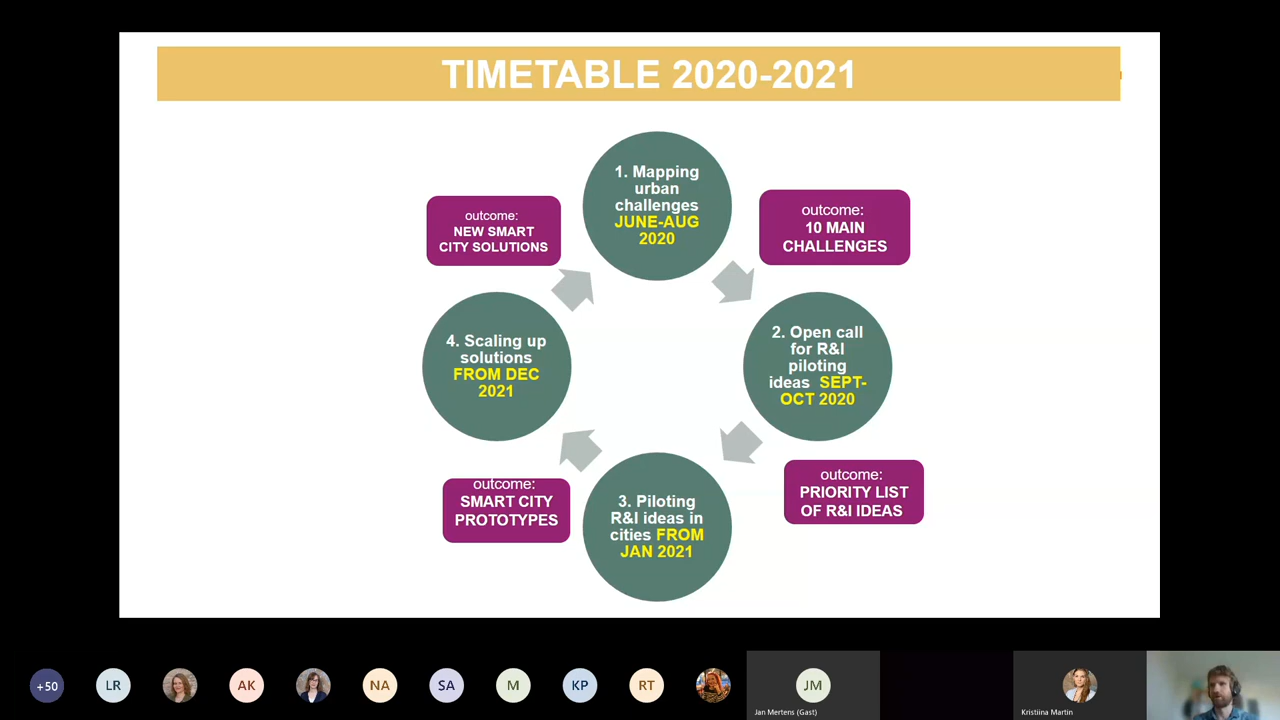 TIMETABLE 2020-2021
1. Mapping
urban
challenges
JUNE-AUG
2020
outcome:
10 MAIN
CHALLENGES
2. Open call
for R&I
piloting
ideas SEPT-
OCT 2020
outcome:
PRIORITY LIST
OF R&I IDEAS
3. Piloting
R&I ideas in
cities FROM
JAN 2021
outcome:
SMART CITY
PROTOTYPES
4. Scaling up
solutions
FROM DEC
2021
outcome:
NEW SMART
CITY SOLUTIONS
+50
LR
AK
NA
SA
M
KP
RT
JM
Jan Mertens (Gast)
Kristiina Martin